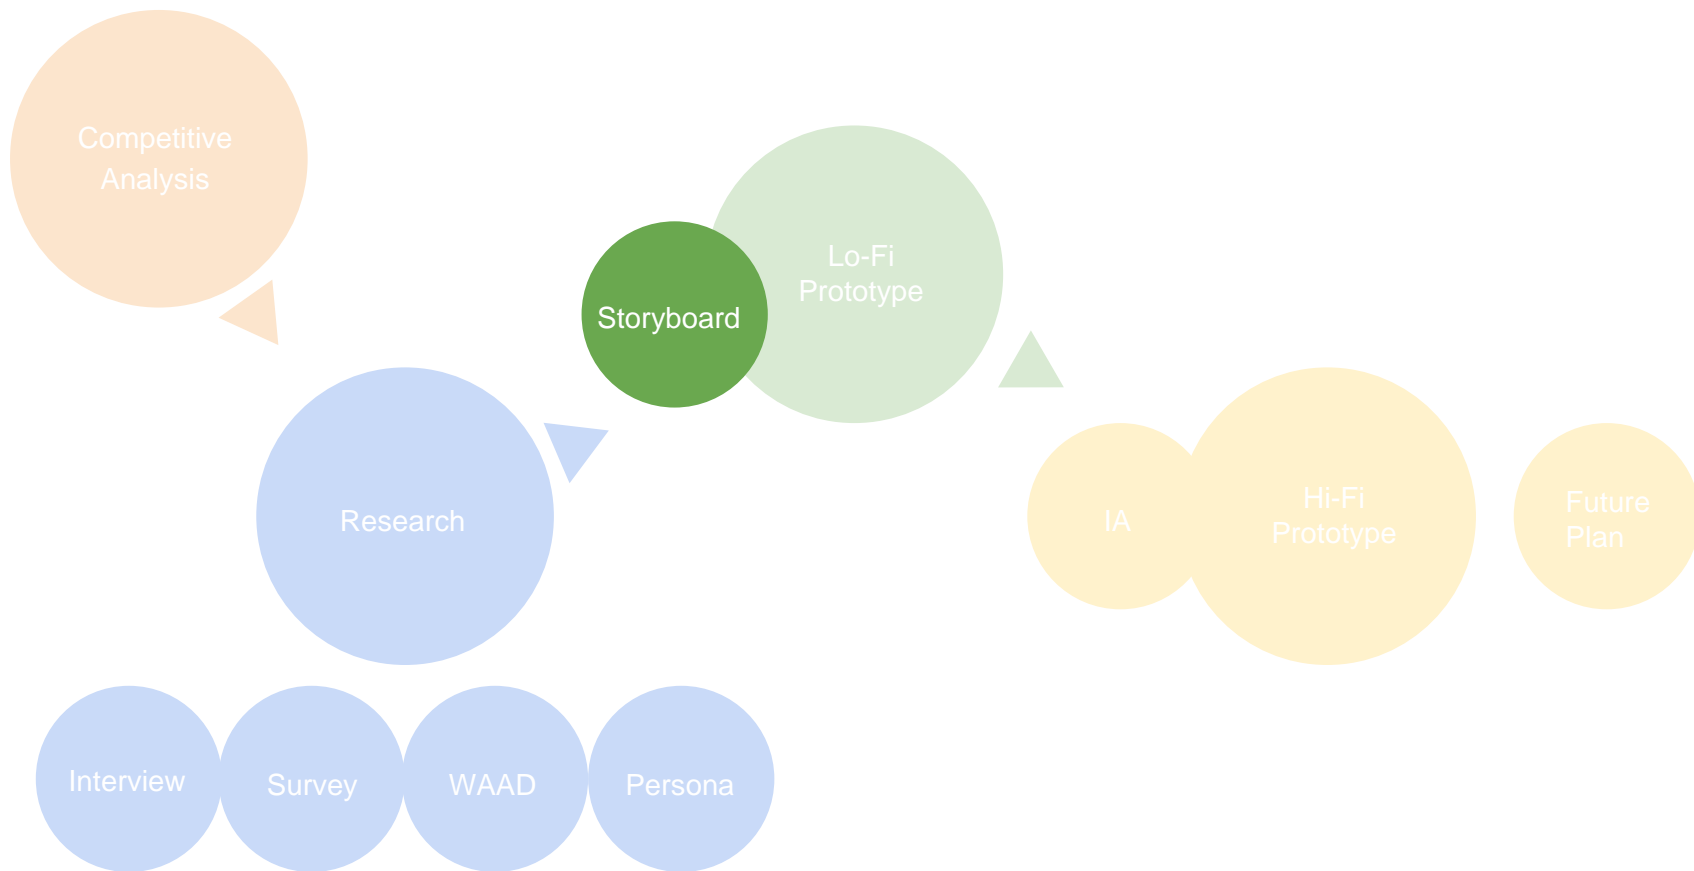 Competitive
Analysis
Lo-Fi
Prototype
Storyboard
Research
IA
Hi-Fi
Prototype
Future
Plan
Interview
Survey
WAAD
Persona